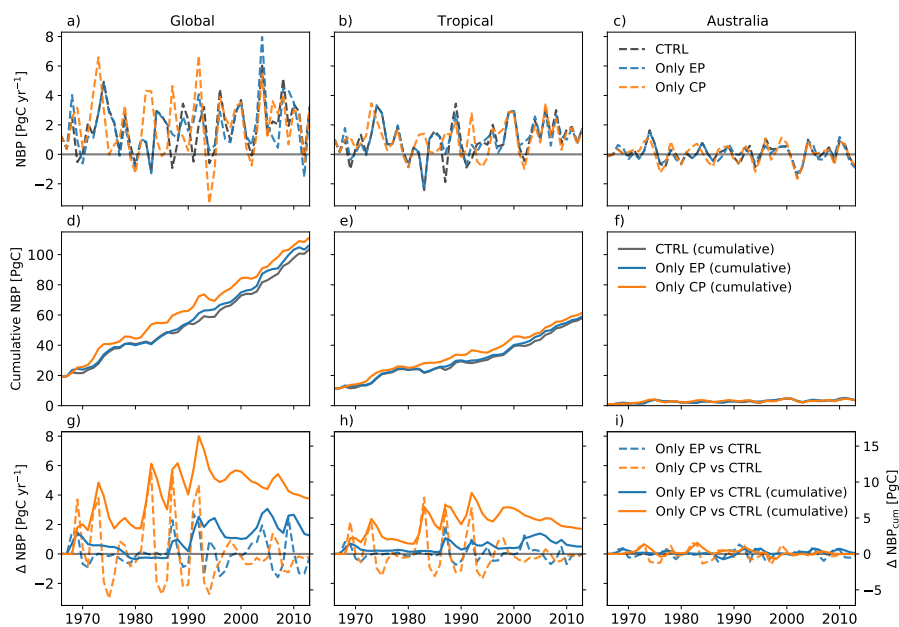 a) Global
b) Tropical
c) Australia
NBP [PgC yr⁻¹]
8
6
4
2
0
−2
CTRL
Only EP
Only CP
d)
e)
f)
Cumulative NBP [PgC]
100
80
60
40
20
0
CTRL (cumulative)
Only EP (cumulative)
Only CP (cumulative)
g)
h)
i)
Δ NBP [PgC yr⁻¹]
8
6
4
2
0
−2
Only EP vs CTRL
Only CP vs CTRL
Only EP vs CTRL (cumulative)
Only CP vs CTRL (cumulative)
15
10
5
0
−5
Δ NBPcum [PgC]
1970 1980 1990 2000 2010
1970 1980 1990 2000 2010
1970 1980 1990 2000 2010